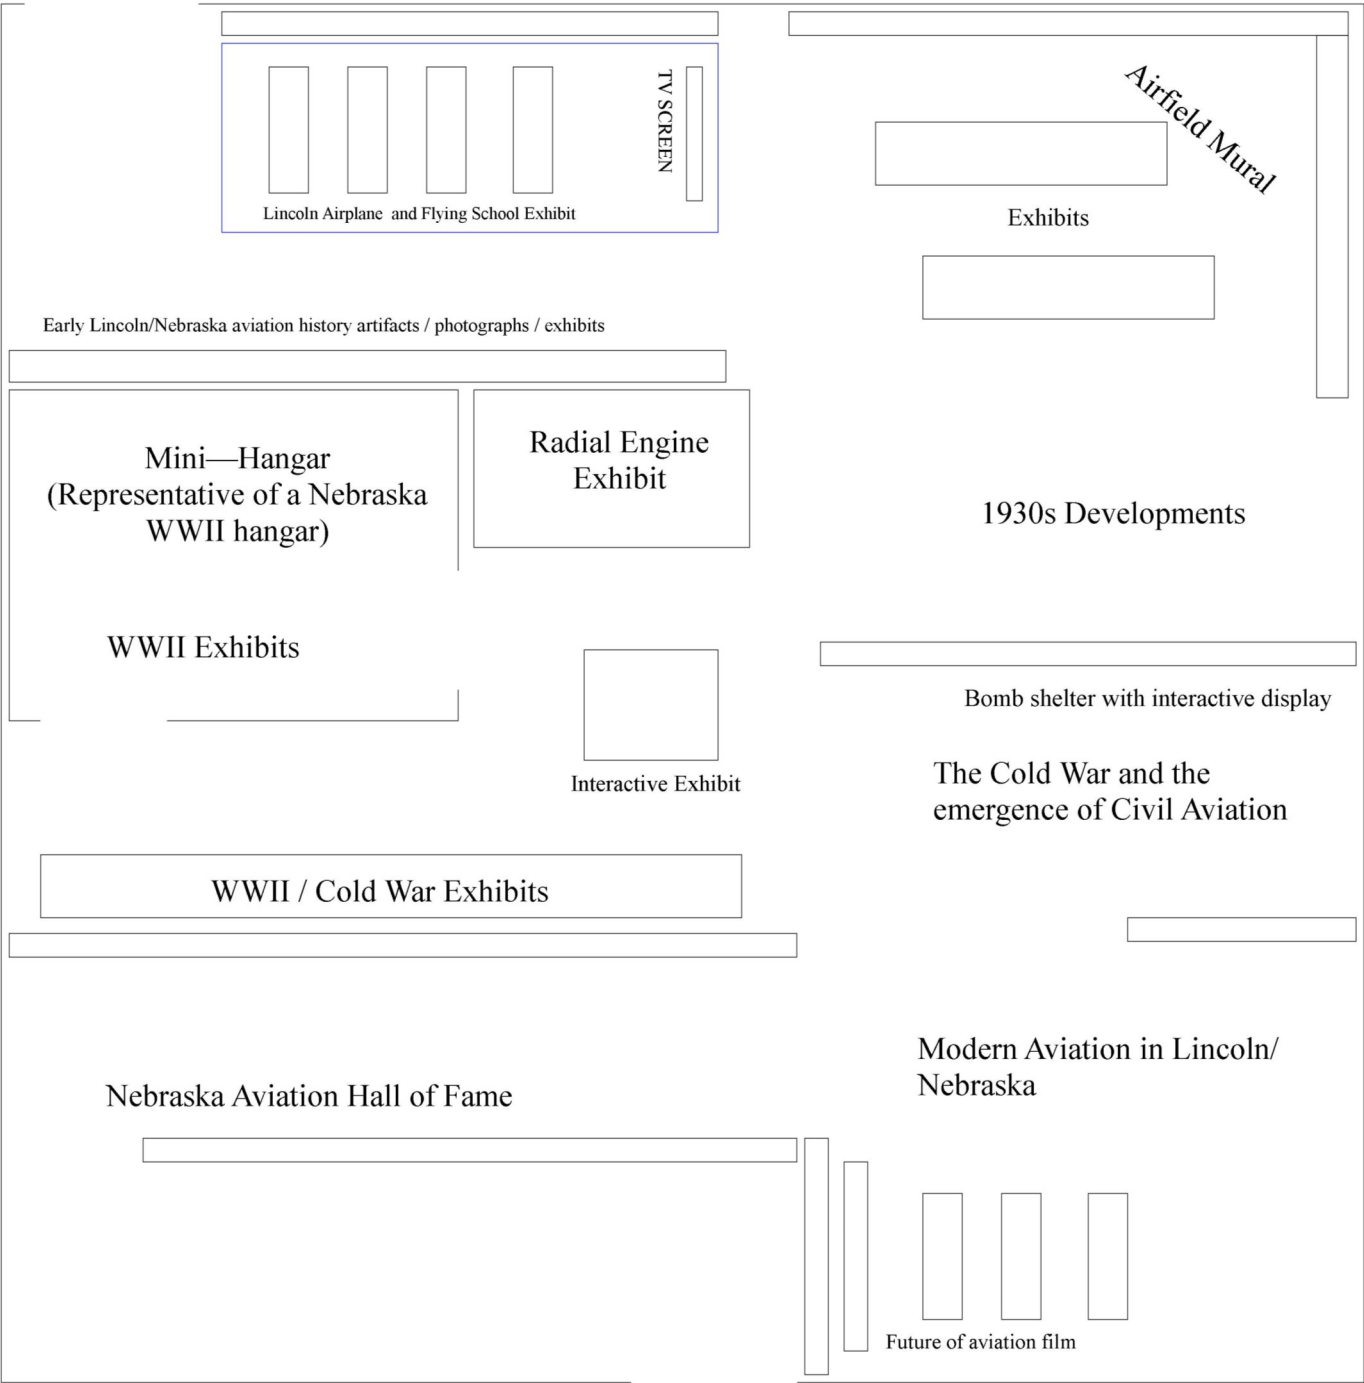 TV SCREEN
Lincoln Airplane and Flying School Exhibit
Airfield Mural
Exhibits
Early Lincoln/Nebraska aviation history artifacts / photographs / exhibits
Mini—Hangar
(Representative of a Nebraska
WWII hangar)
Radial Engine
Exhibit
1930s Developments
WWII Exhibits
Bomb shelter with interactive display
Interactive Exhibit
The Cold War and the
emergence of Civil Aviation
WWII / Cold War Exhibits
Modern Aviation in Lincoln/
Nebraska
Nebraska Aviation Hall of Fame
Future of aviation film